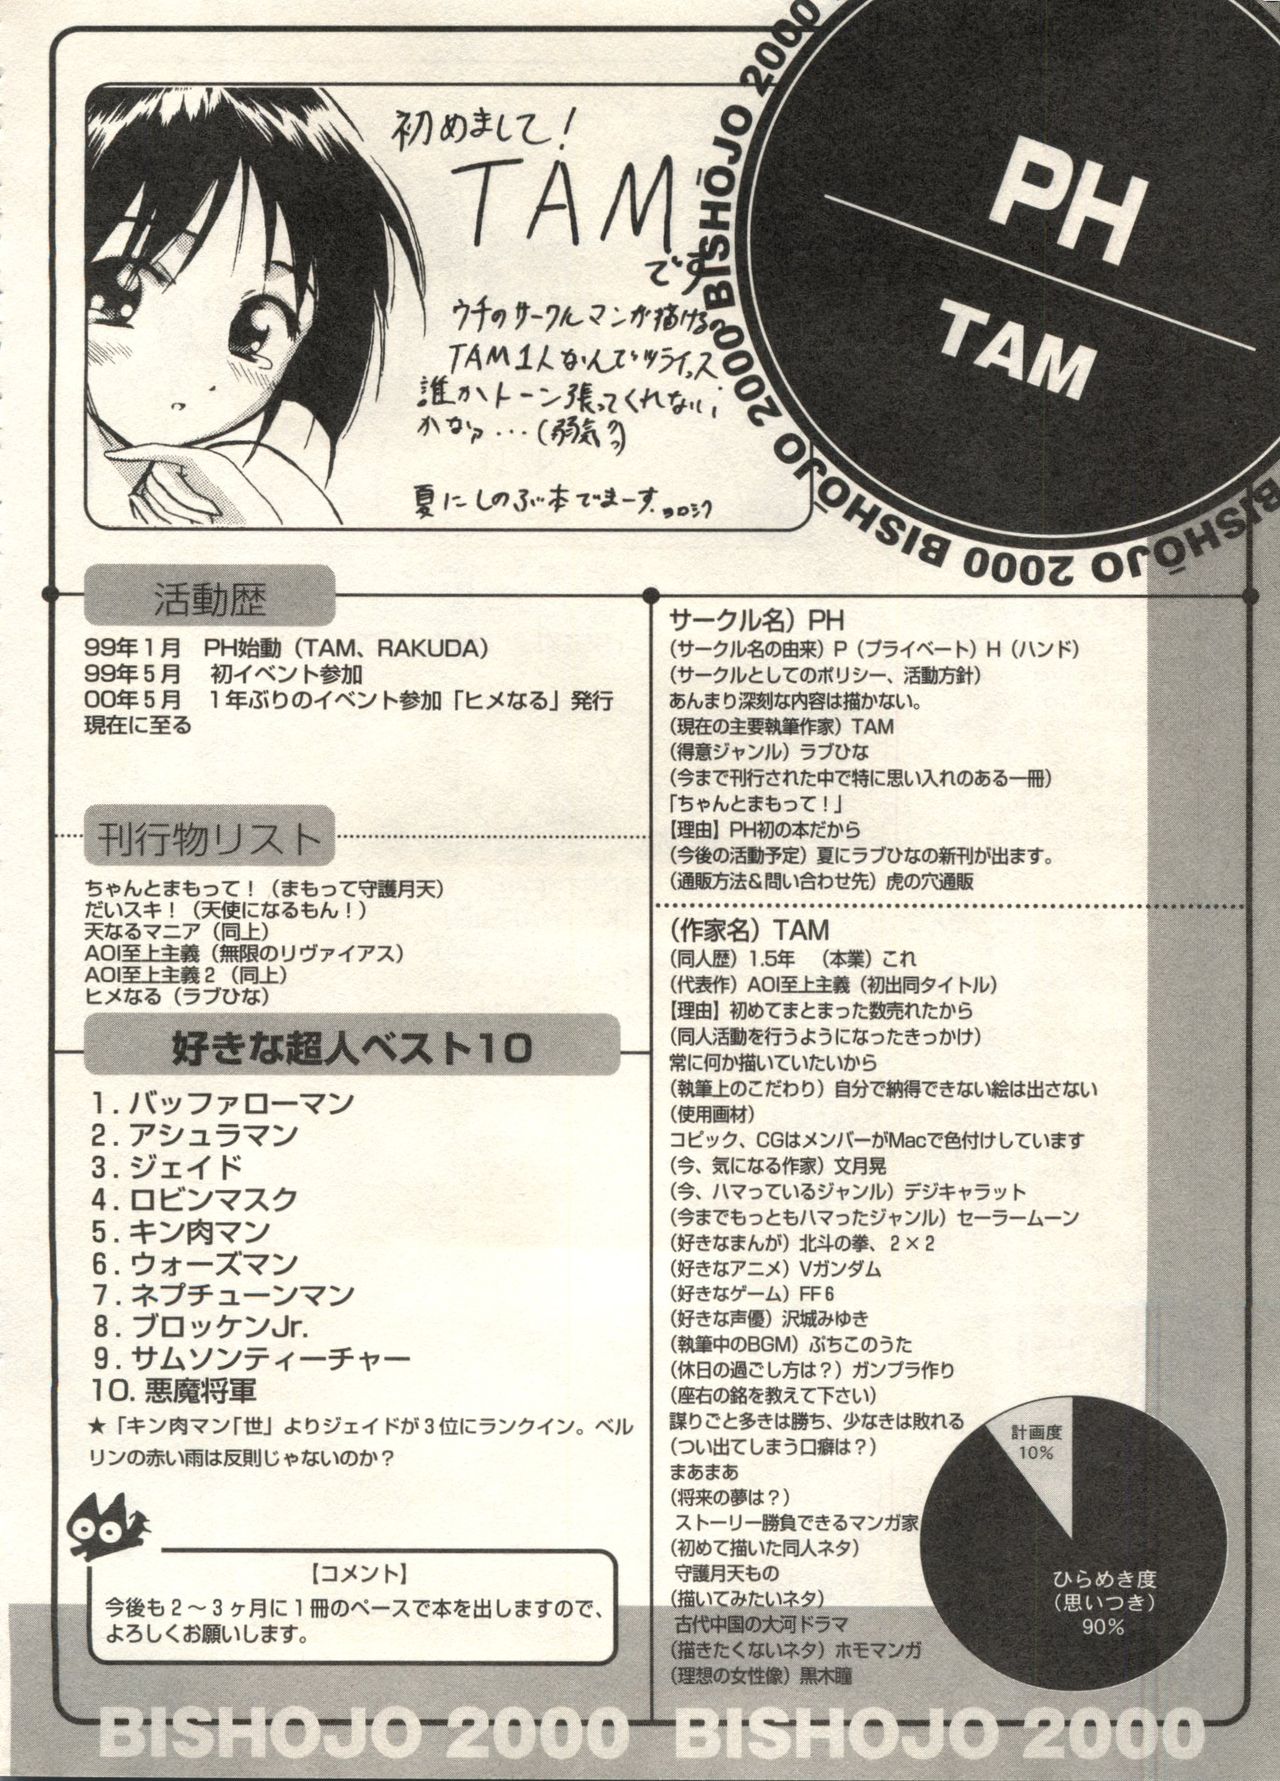 BISHŌJO 2000 BISHŌJO 2000 BISHŌJO 2000 BISHŌJO
PH
TAM
初めまして!
TAM
です
ウチのサークルマンが描ける
TAM1人なんでツライっス
誰かトーン張ってくれない
かなァ・・・(弱気っ)
夏にしのぶ本でまーす。ヨロシク
活動歴
99年1月 PH始動(TAM、RAKUDA)
99年5月 初イベント参加
00年5月 1年ぶりのイベント参加「ヒメなる」発行
現在に至る
刊行物リスト
ちゃんとまもって!(まもって守護月天)
だいスキ!(天使になるもん!)
天なるマニア(同上)
AOI至上主義(無限のリヴァイアス)
AOI至上主義2(同上)
ヒメなる(ラブひな)
好きな超人ベスト10
1.バッファローマン
2.アシュラマン
3.ジェイド
4.ロビンマスク
5.キン肉マン
6.ウォーズマン
7.ネプチューンマン
8.ブロッケンJr.
9.サムソンティーチャー
10.悪魔将軍
★「キン肉マン「世」よりジェイドが3位にランクイン。ベル
リンの赤い雨は反則じゃないのか?
【コメント】
今後も2〜3ヶ月に1冊のペースで本を出しますので、
よろしくお願いします。
サークル名)PH
(サークル名の由来)P(プライベート)H(ハンド)
(サークルとしてのポリシー、活動方針)
あんまり深刻な内容は描かない。
(現在の主要執筆作家)TAM
(得意ジャンル)ラブひな
(今まで刊行された中で特に思い入れのある一冊)
「ちゃんとまもって!」
【理由】PH初の本だから
(今後の活動予定)夏にラブひなの新刊が出ます。
(通販方法&問い合わせ先)虎の穴通販
(作家名)TAM
(同人歴)1.5年 (本業)これ
(代表作)AOI至上主義(初出同タイトル)
【理由】初めてまとまった数売れたから
(同人活動を行うようになったきっかけ)
常に何か描いていたいから
(執筆上のこだわり)自分で納得できない絵は出さない
(使用画材)
コピック、CGはメンバーがMacで色付けしています
(今、気になる作家)文月晃
(今、ハマっているジャンル)デジキャラット
(今までもっともハマったジャンル)セーラームーン
(好きなまんが)北斗の拳、2×2
(好きなアニメ)Vガンダム
(好きなゲーム)FF6
(好きな声優)沢城みゆき
(執筆中のBGM)ぷちこのうた
(休日の過ごし方は?)ガンプラ作り
(座右の銘を教えて下さい)
謀りごと多きは勝ち、少なきは敗れる
(つい出てしまう口癖は?)
まあまあ
(将来の夢は?)
ストーリー勝負できるマンガ家
(初めて描いた同人ネタ)
守護月天もの
(描いてみたいネタ)
古代中国の大河ドラマ
(描きたくないネタ)ホモマンガ
(理想の女性像)黒木瞳
計画度
10%
ひらめき度
(思いつき)
90%
BISHOJO 2000 BISHOJO 2000